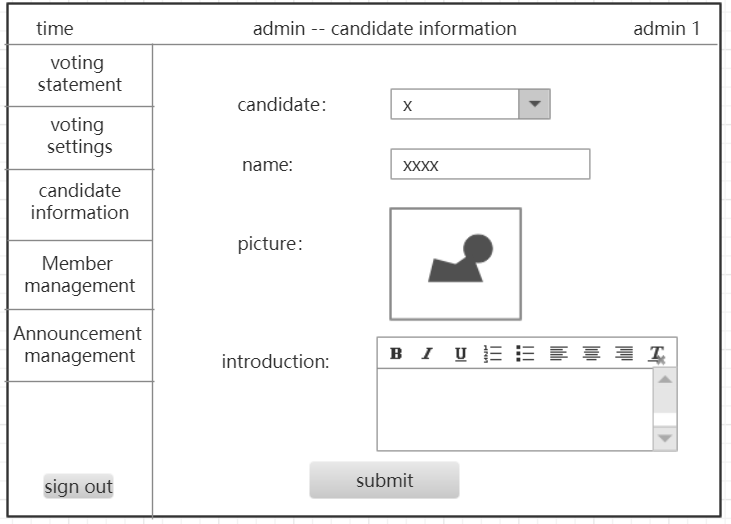 time
admin -- candidate information
admin 1
voting
statement
voting
settings
candidate
information
Member
management
Announcement
management
sign out
candidate:
x
name:
xxxx
picture:
introduction:
B I U T
submit